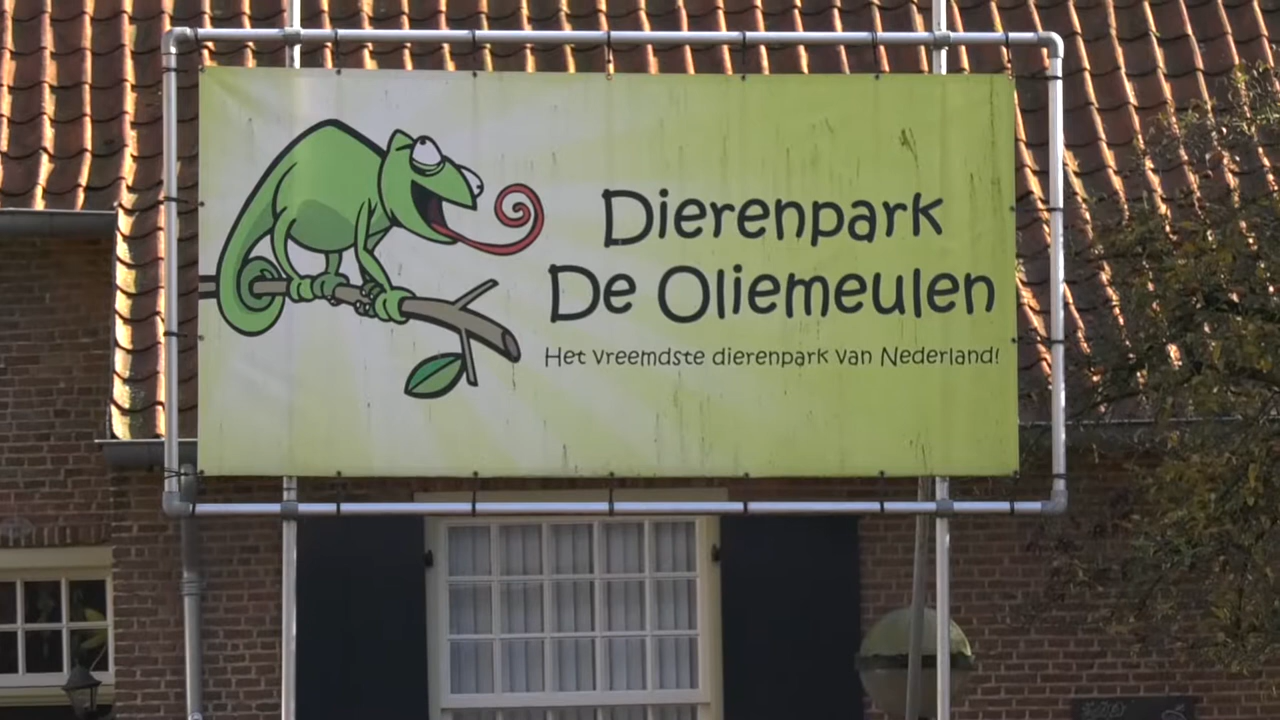 Dierenpark
De Oliemeulen
Het vreemdste dierenpark van Nederland!